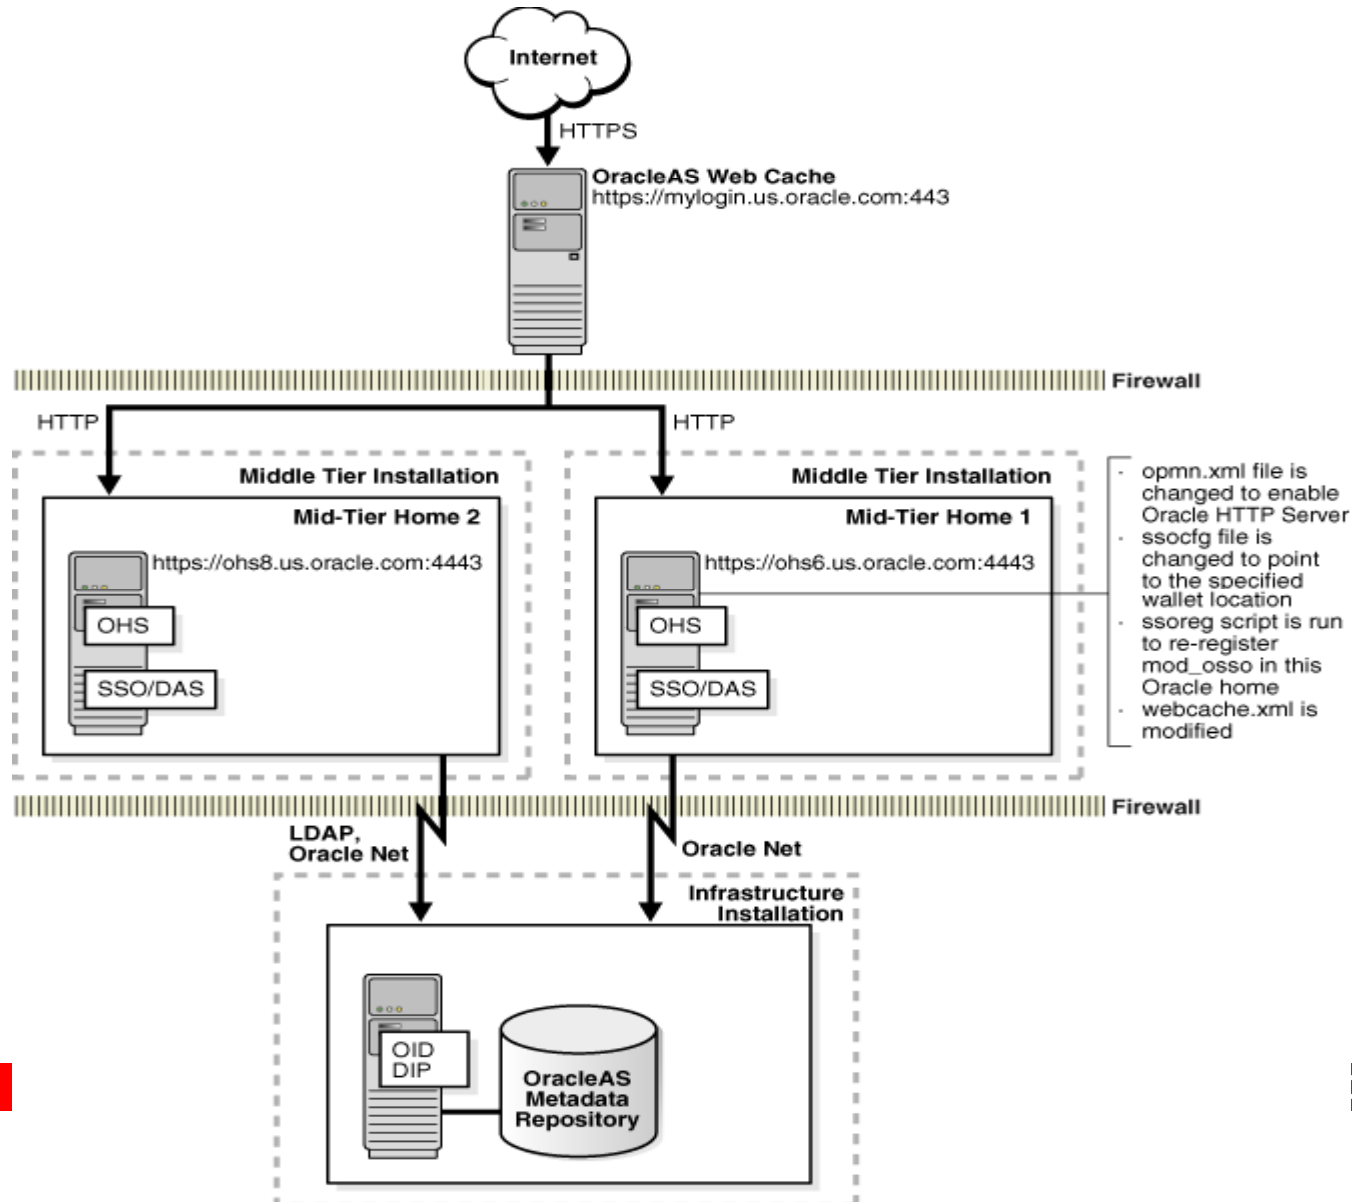 Internet
HTTPS
OracleAS Web Cache
https://mylogin.us.oracle.com:443
Firewall
HTTP
HTTP
Middle Tier Installation
Mid-Tier Home 2
https://ohs8.us.oracle.com:4443
OHS
SSO/DAS
Middle Tier Installation
Mid-Tier Home 1
https://ohs6.us.oracle.com:4443
OHS
SSO/DAS
- opmn.xml file is
changed to enable
Oracle HTTP Server
- ssocfg file is
changed to point
to the specified
wallet location
- ssoreg script is run
to re-register
mod_osso in this
Oracle home
- webcache.xml is
modified
Firewall
LDAP,
Oracle Net
Oracle Net
Infrastructure
Installation
OID
DIP
OracleAS
Metadata
Repository